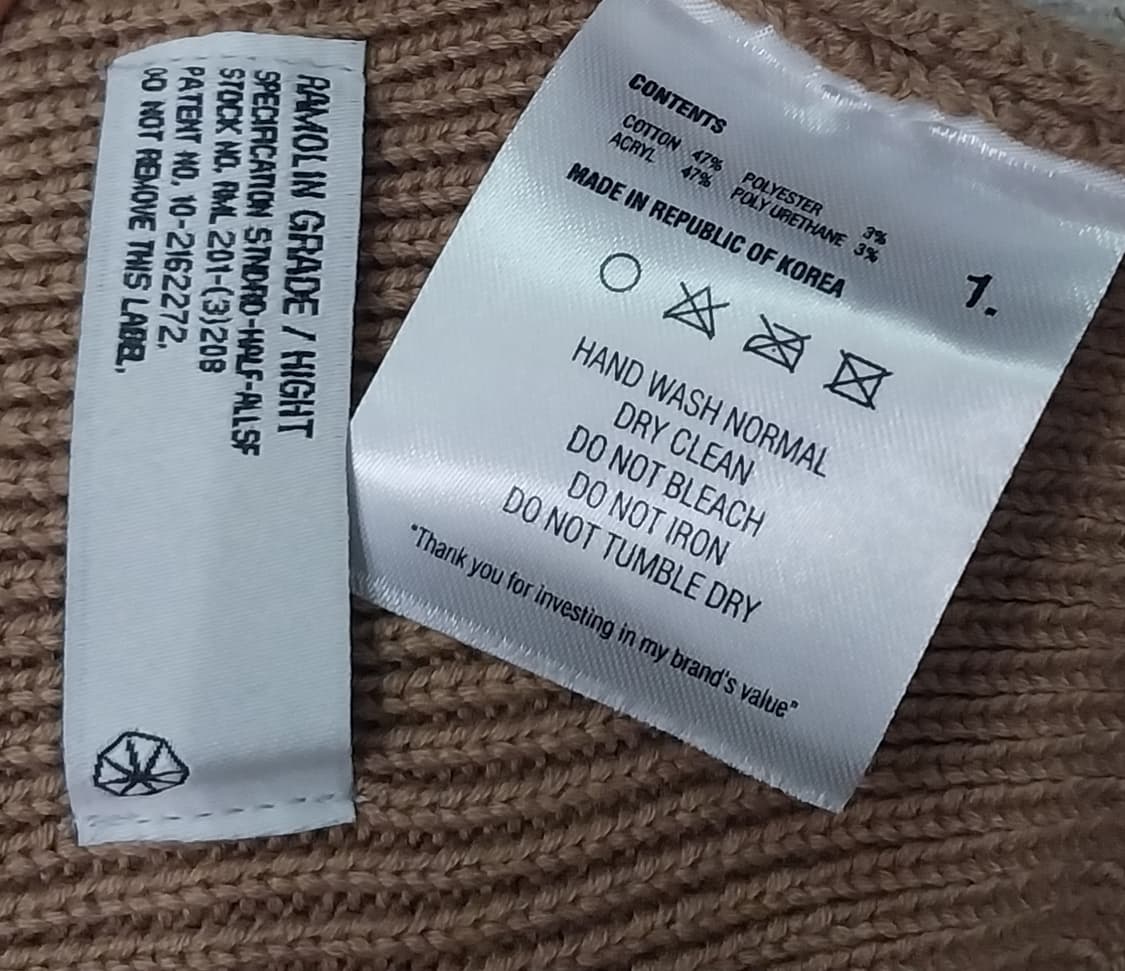 RAMOLIN GRADE / HIGHT
SPECIFICATION STNDRD-HALF-ALLSF
STOCK NO. RML 201-(3)208
PATENT NO. 10-2162272.
DO NOT REMOVE THIS LABEL.
CONTENTS
COTTON 47% POLYESTER 3%
ACRYL 47% POLY URETHANE 3%
MADE IN REPUBLIC OF KOREA
1.
HAND WASH NORMAL
DRY CLEAN
DO NOT BLEACH
DO NOT IRON
DO NOT TUMBLE DRY
"Thank you for investing in my brand's value"